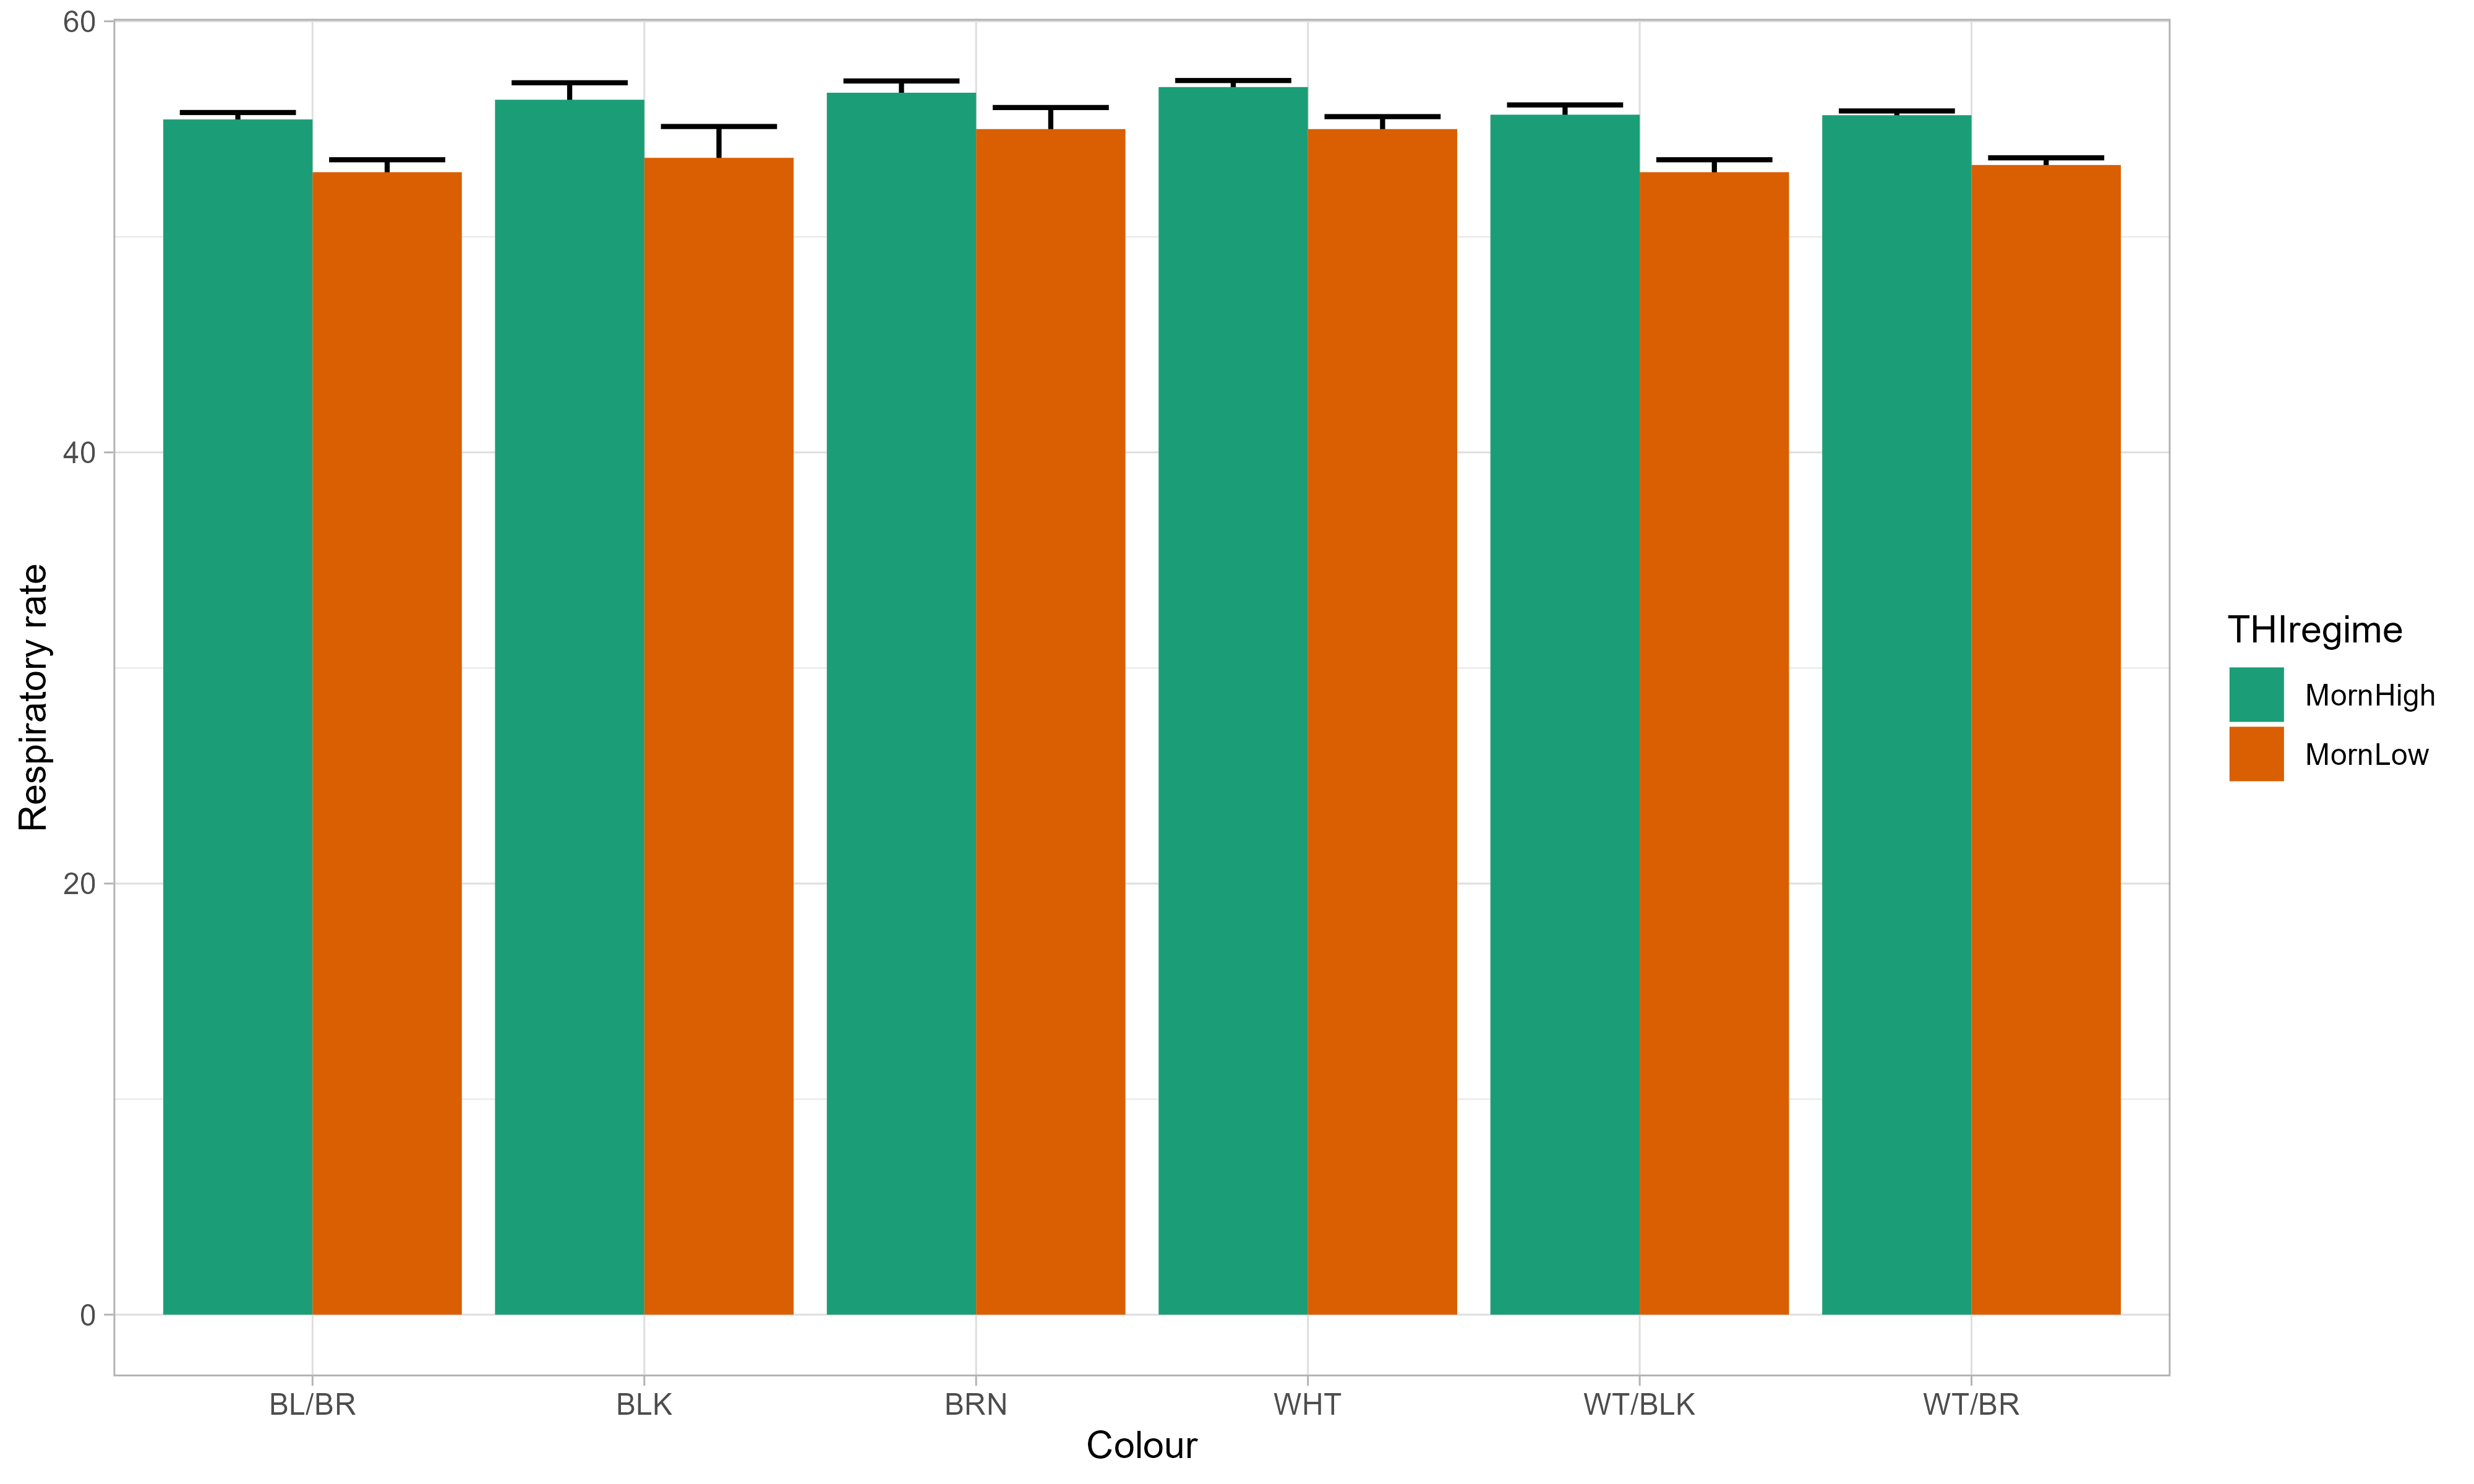 60
40
20
0
Respiratory rate
BL/BR
BLK
BRN
WHT
WT/BLK
WT/BR
Colour
THIregime
MornHigh
MornLow